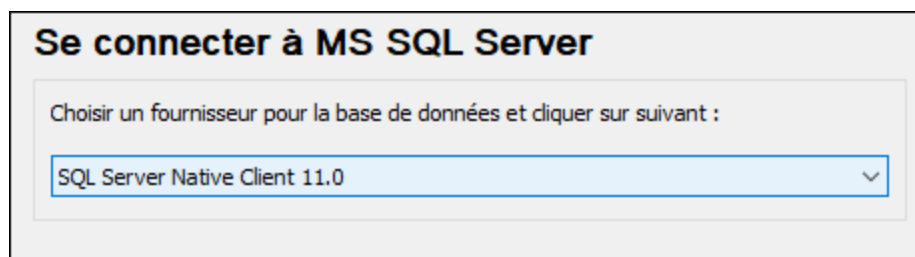 Se connecter à MS SQL Server
Choisir un fournisseur pour la base de données et cliquer sur suivant :
SQL Server Native Client 11.0